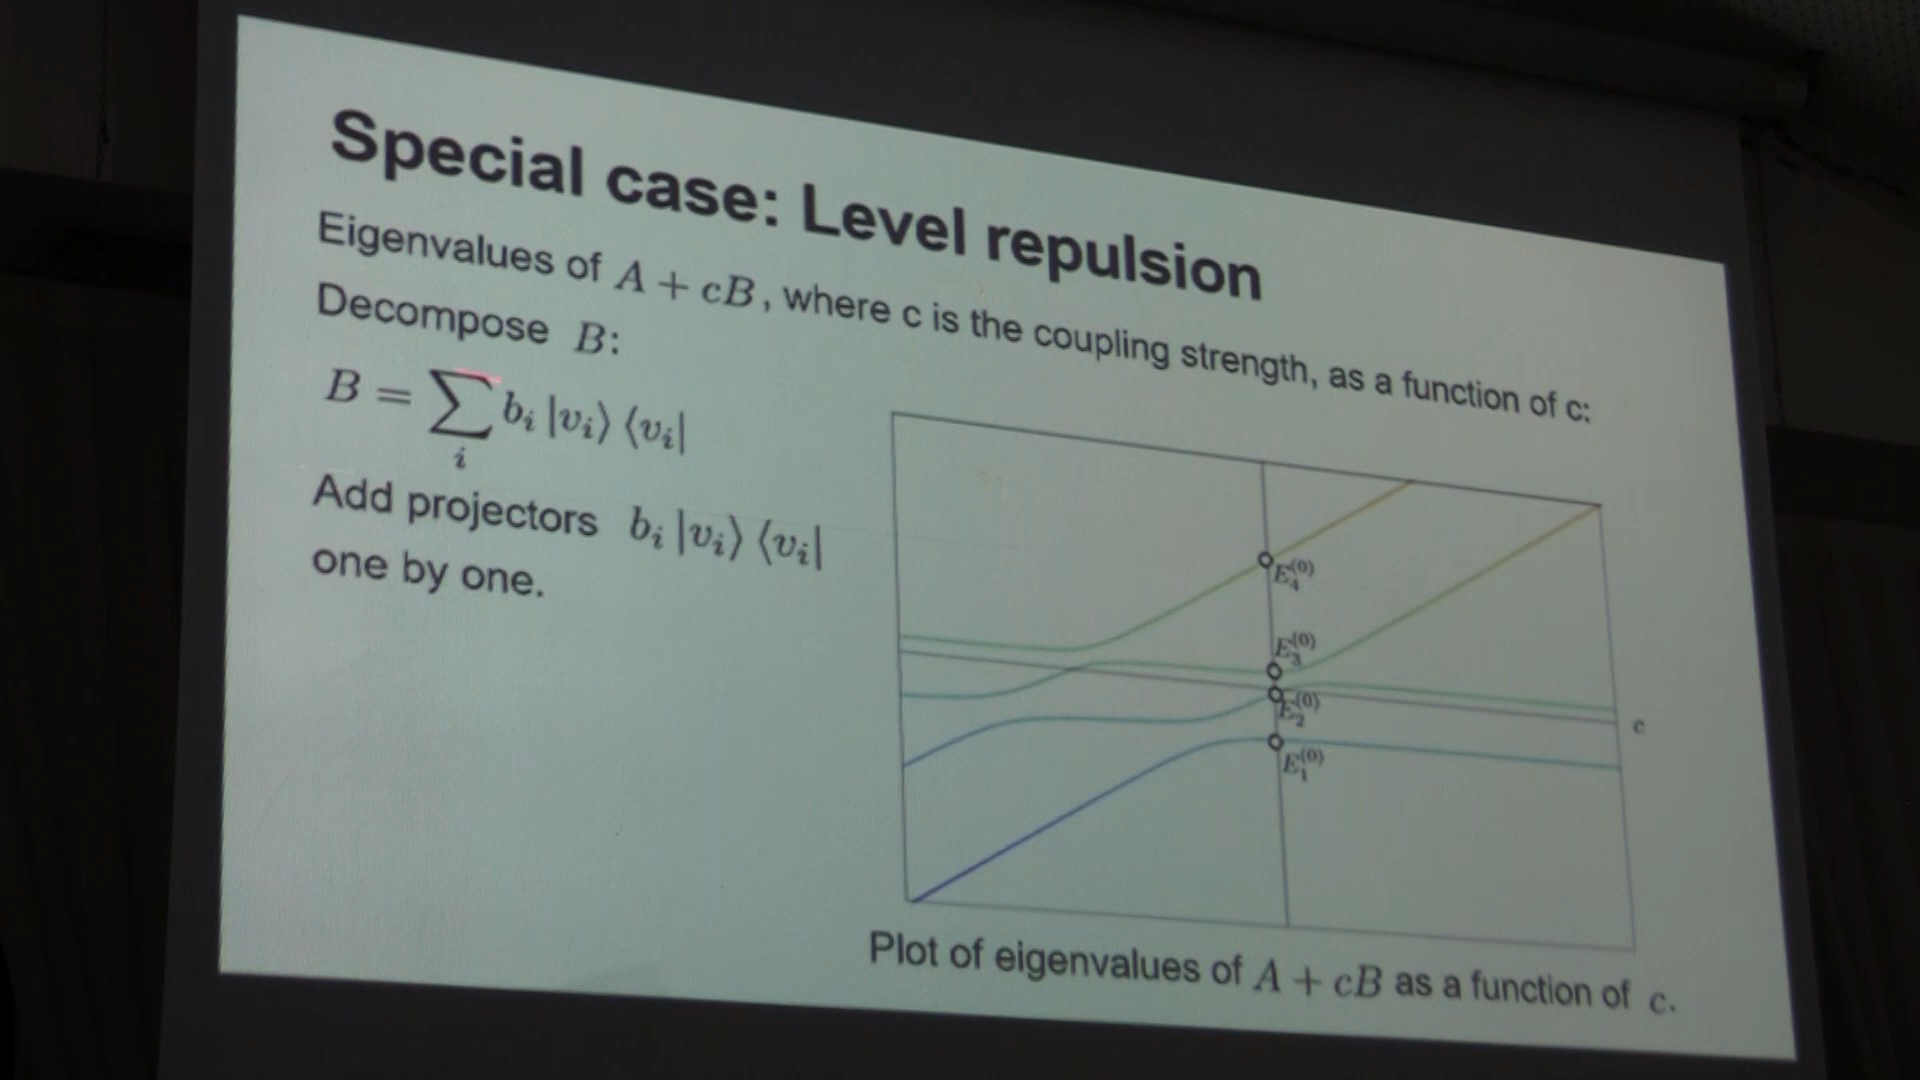 Special case: Level repulsion
Eigenvalues of A + cB, where c is the coupling strength, as a function of c:
Decompose B:
B = ∑_i b_i |v_i⟩ ⟨v_i|
Add projectors b_i |v_i⟩ ⟨v_i|
one by one.
E_4^(0)
E_3^(0)
E_2^(0)
c
E_1^(0)
Plot of eigenvalues of A + cB as a function of c.